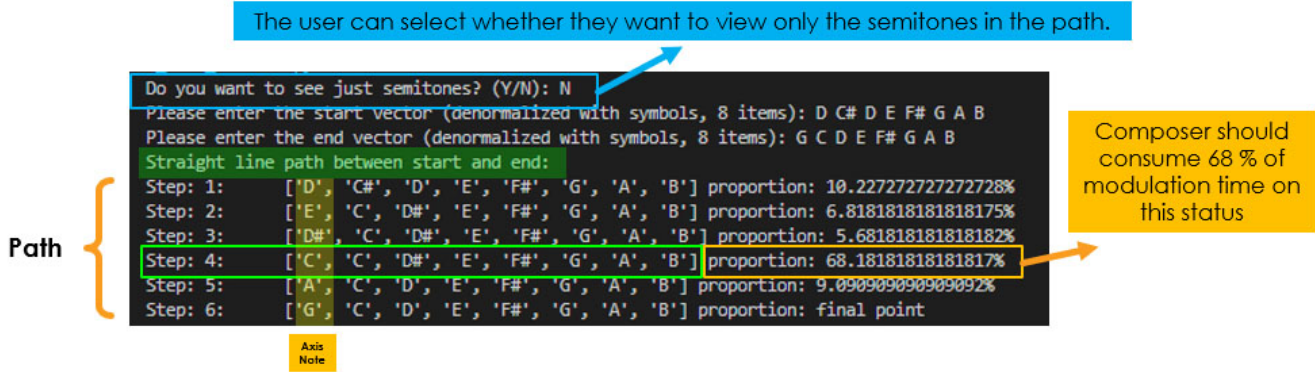 The user can select whether they want to view only the semitones in the path.
Do you want to see just semitones? (Y/N): N
Please enter the start vector (denormalized with symbols, 8 items): D C# D E F# G A B
Please enter the end vector (denormalized with symbols, 8 items): G C D E F# G A B
Straight line path between start and end:
Step: 1: ['D', 'C#', 'D', 'E', 'F#', 'G', 'A', 'B'] proportion: 10.227272727272728%
Step: 2: ['E', 'C', 'D#', 'E', 'F#', 'G', 'A', 'B'] proportion: 6.8181818181818175%
Step: 3: ['D#', 'C', 'D#', 'E', 'F#', 'G', 'A', 'B'] proportion: 5.681818181818182%
Step: 4: ['C', 'C', 'D#', 'E', 'F#', 'G', 'A', 'B'] proportion: 68.18181818181817%
Step: 5: ['A', 'C', 'D', 'E', 'F#', 'G', 'A', 'B'] proportion: 9.090909090909092%
Step: 6: ['G', 'C', 'D', 'E', 'F#', 'G', 'A', 'B'] proportion: final point
Path
Composer should
consume 68 % of
modulation time on
this status
Axis
Note